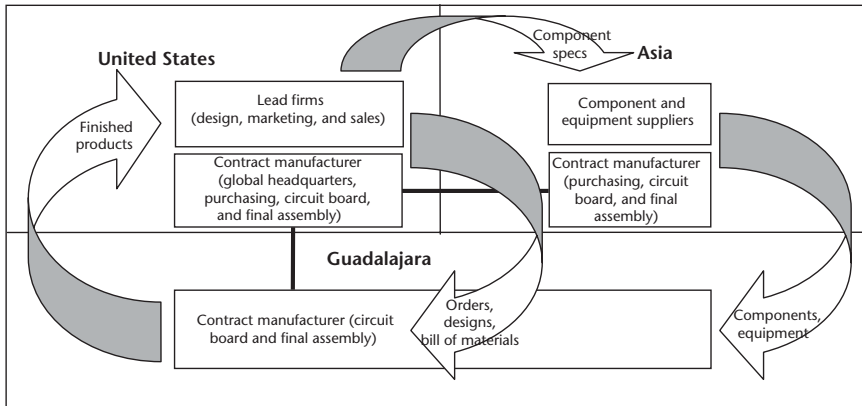 Component
specs
United States
Asia
Lead firms
(design, marketing, and sales)
Component and
equipment suppliers
Finished
products
Contract manufacturer
(global headquarters,
purchasing, circuit board,
and final assembly)
Contract manufacturer
(purchasing, circuit
board, and final
assembly)
Guadalajara
Contract manufacturer (circuit
board and final assembly)
Orders,
designs,
bill of materials
Components,
equipment